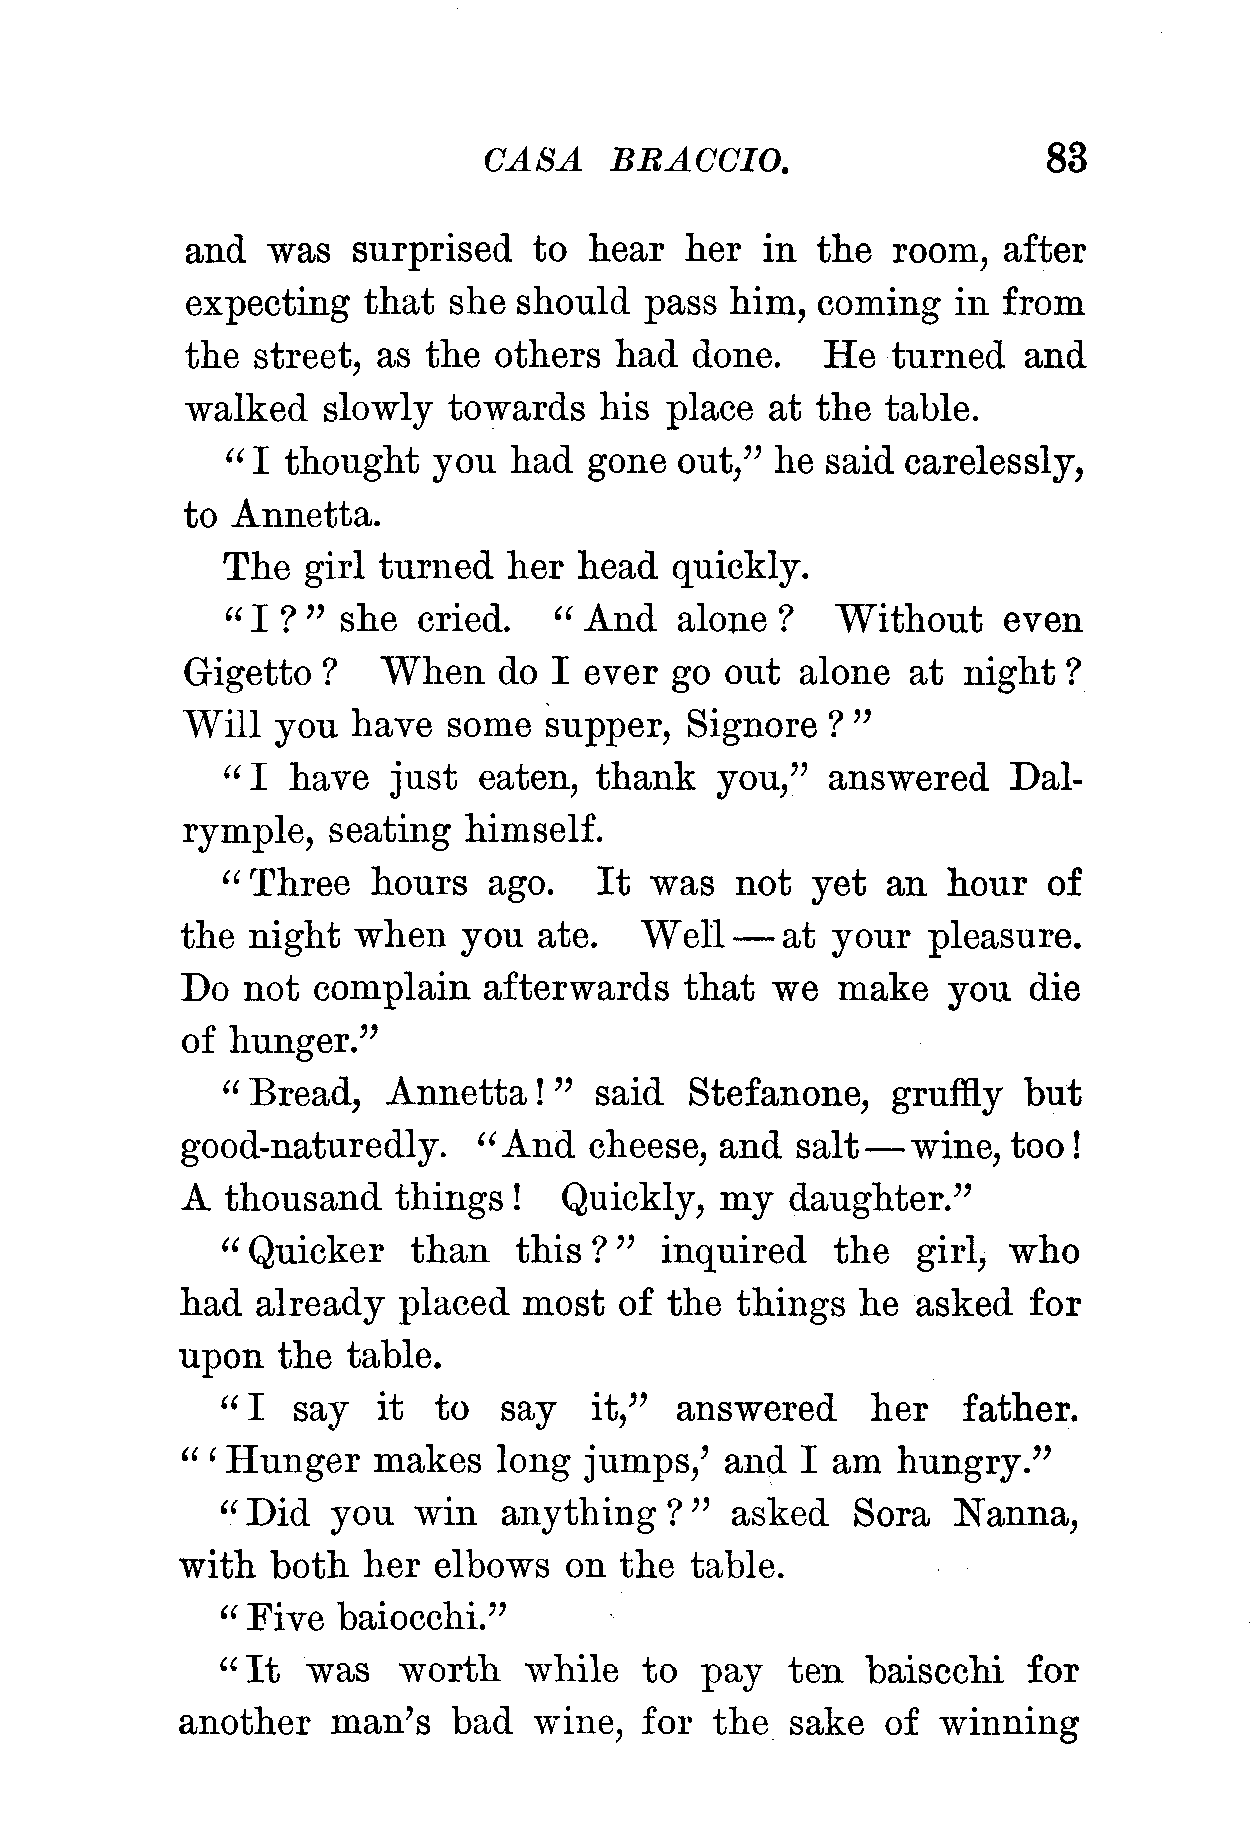 CASA BRACCIO. 83
and was surprised to hear her in the room, after
expecting that she should pass him, coming in from
the street, as the others had done. He turned and
walked slowly towards his place at the table.
“I thought you had gone out,” he said carelessly,
to Annetta.
The girl turned her head quickly.
“I?” she cried. “And alone? Without even
Gigetto? When do I ever go out alone at night?
Will you have some supper, Signore?”
“I have just eaten, thank you,” answered Dal-
rymple, seating himself.
“Three hours ago. It was not yet an hour of
the night when you ate. Well—at your pleasure.
Do not complain afterwards that we make you die
of hunger.”
“Bread, Annetta!” said Stefanone, gruffly but
good-naturedly. “And cheese, and salt—wine, too!
A thousand things! Quickly, my daughter.”
“Quicker than this?” inquired the girl, who
had already placed most of the things he asked for
upon the table.
“I say it to say it,” answered her father.
“‘Hunger makes long jumps,’ and I am hungry.”
“Did you win anything?” asked Sora Nanna,
with both her elbows on the table.
“Five baiocchi.”
“It was worth while to pay ten baiscchi for
another man’s bad wine, for the sake of winning